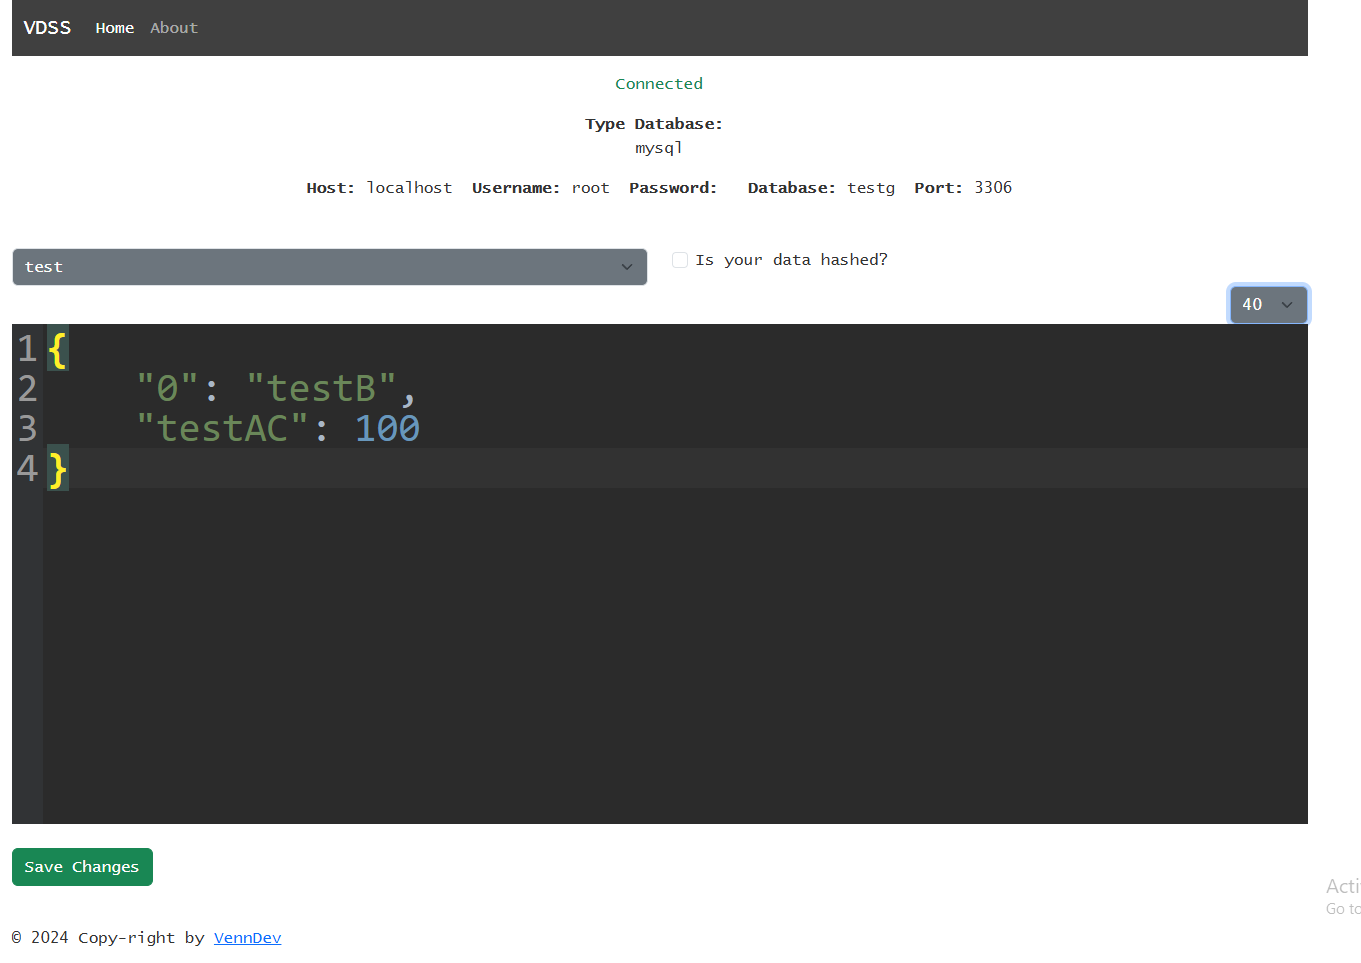 VDSS Home About
Connected
Type Database:
mysql
Host: localhost Username: root Password: Database: testg Port: 3306
test
Is your data hashed?
40
1 {
2 "0": "testB",
3 "testAC": 100
4 }
Save Changes
Acti
Go to
© 2024 Copy-right by VennDev